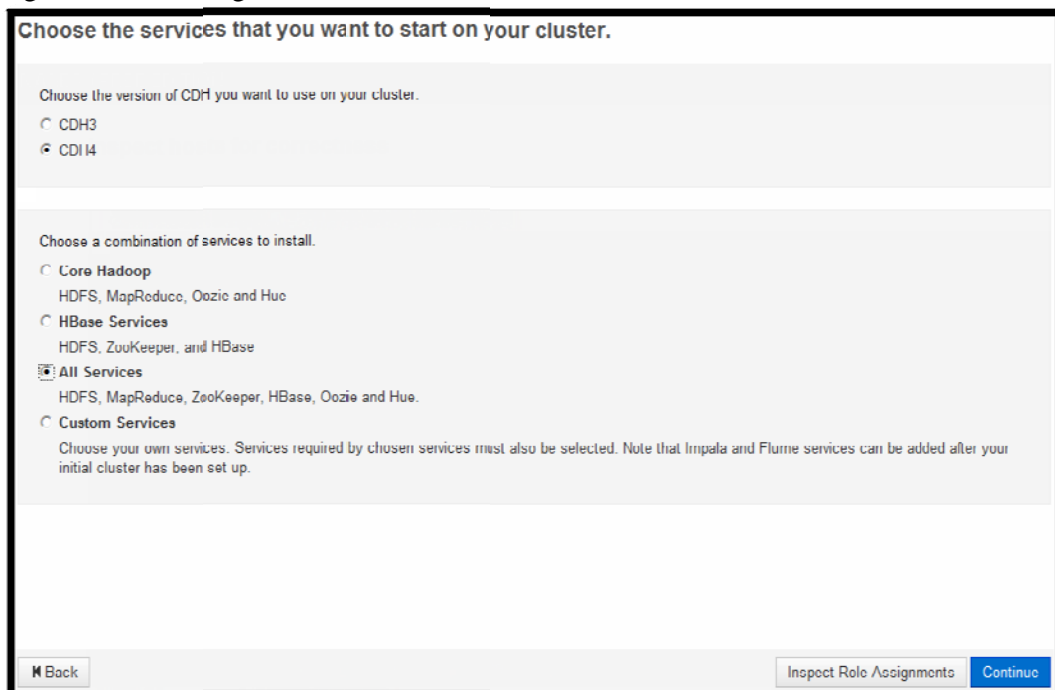 Choose the services that you want to start on your cluster.
Choose the version of CDH you want to use on your cluster.
CDH3
CDH4
Choose a combination of services to install.
Core Hadoop
HDFS, MapReduce, Oozie and Hue
HBase Services
HDFS, ZooKeeper, and HBase
All Services
HDFS, MapReduce, ZooKeeper, HBase, Oozie and Hue.
Custom Services
Choose your own services. Services required by chosen services must also be selected. Note that Impala and Flume services can be added after your
initial cluster has been set up.
Back
Inspect Role Assignments
Continue